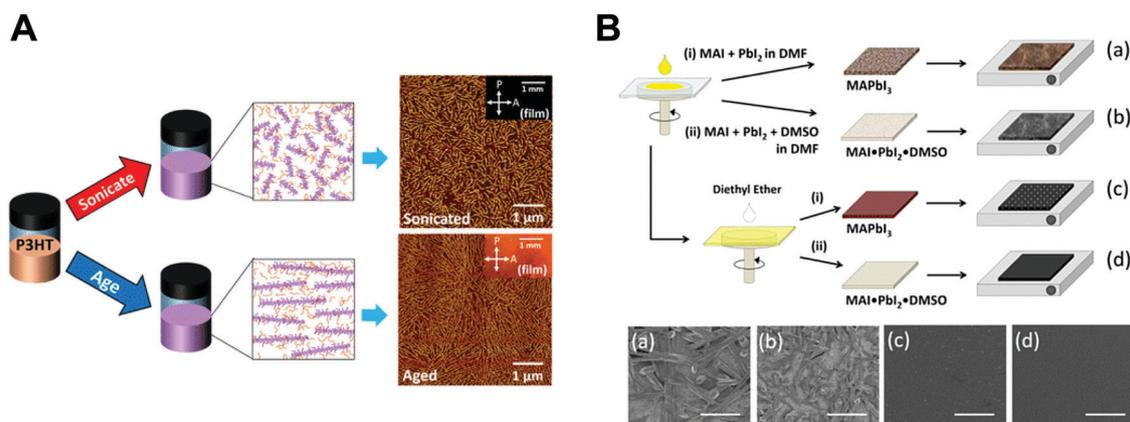 A
P3HT
Sonicate
Age
P
A
1 mm
(film)
Sonicated
1 µm
P
A
1 mm
(film)
Aged
1 µm
B
(i) MAI + PbI2 in DMF
(ii) MAI + PbI2 + DMSO
in DMF
MAPbI3
(a)
MAI•PbI2•DMSO
(b)
Diethyl Ether
(i)
(ii)
MAPbI3
(c)
MAI•PbI2•DMSO
(d)
(a)
(b)
(c)
(d)